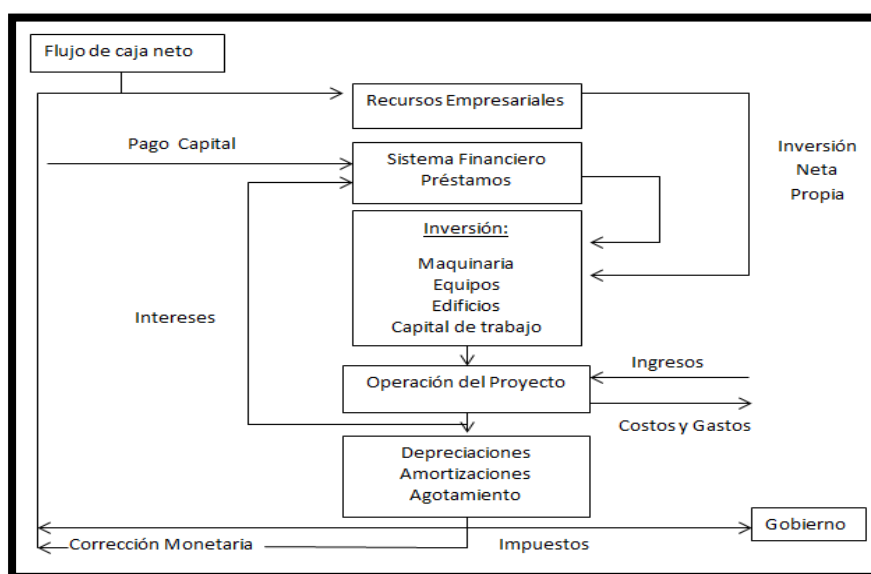 Flujo de caja neto
Recursos Empresariales
Pago Capital
Sistema Financiero
Préstamos
Inversión
Neta
Propia
Inversión:
Maquinaria
Equipos
Edificios
Capital de trabajo
Intereses
Ingresos
Operación del Proyecto
Costos y Gastos
Depreciaciones
Amortizaciones
Agotamiento
Gobierno
Corrección Monetaria
Impuestos